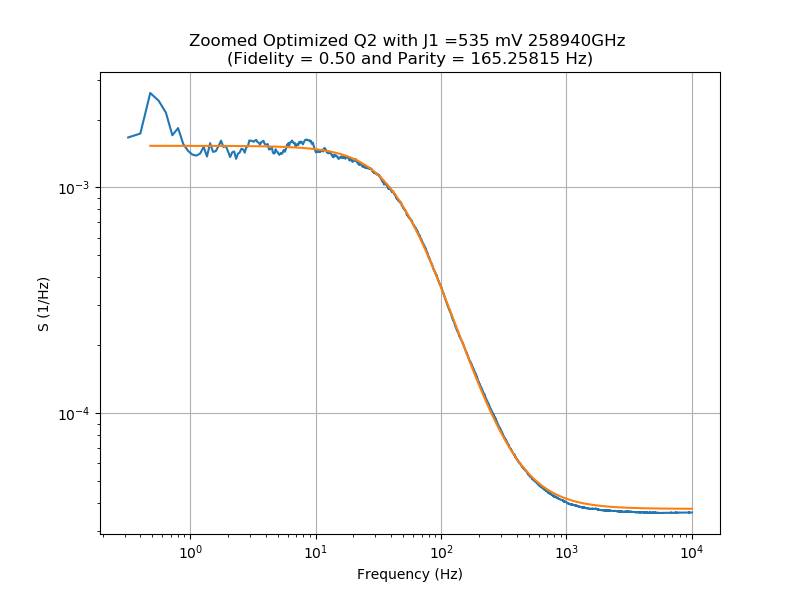 Zoomed Optimized Q2 with J1 =535 mV 258940GHz
(Fidelity = 0.50 and Parity = 165.25815 Hz)
S (1/Hz)
10⁻³
10⁻⁴
10⁰ 10¹ 10² 10³ 10⁴
Frequency (Hz)